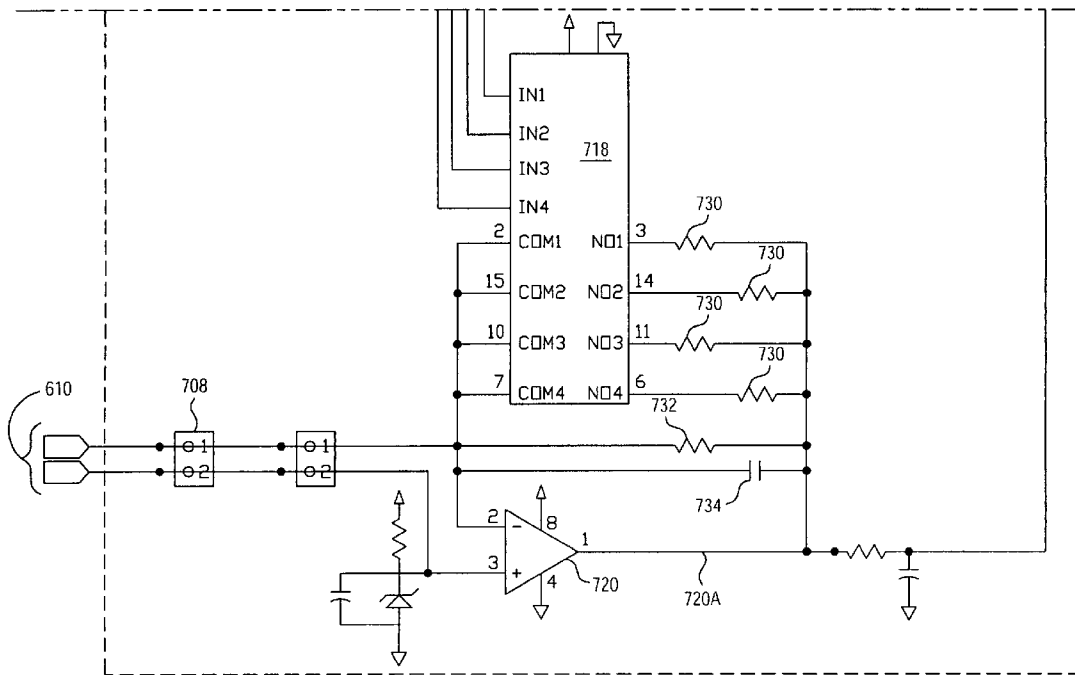 IN1
IN2
718
IN3
IN4
730
2 COM1 NO1 3
730
15 COM2 NO2 14
730
10 COM3 NO3 11
730
7 COM4 NO4 6
610
708
732
1 1
2 2
734
2 - 8
1
3 + 4
720
720A